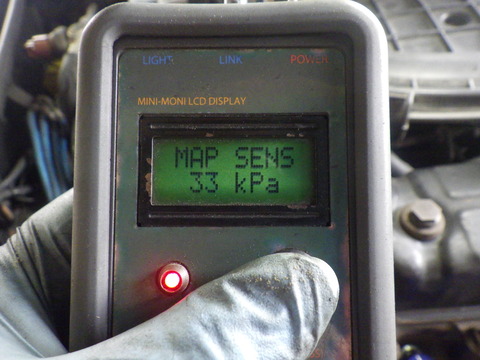 LIGHT LINK POWER
MINI-MONI LCD DISPLAY
MAP SENS
33 kPa